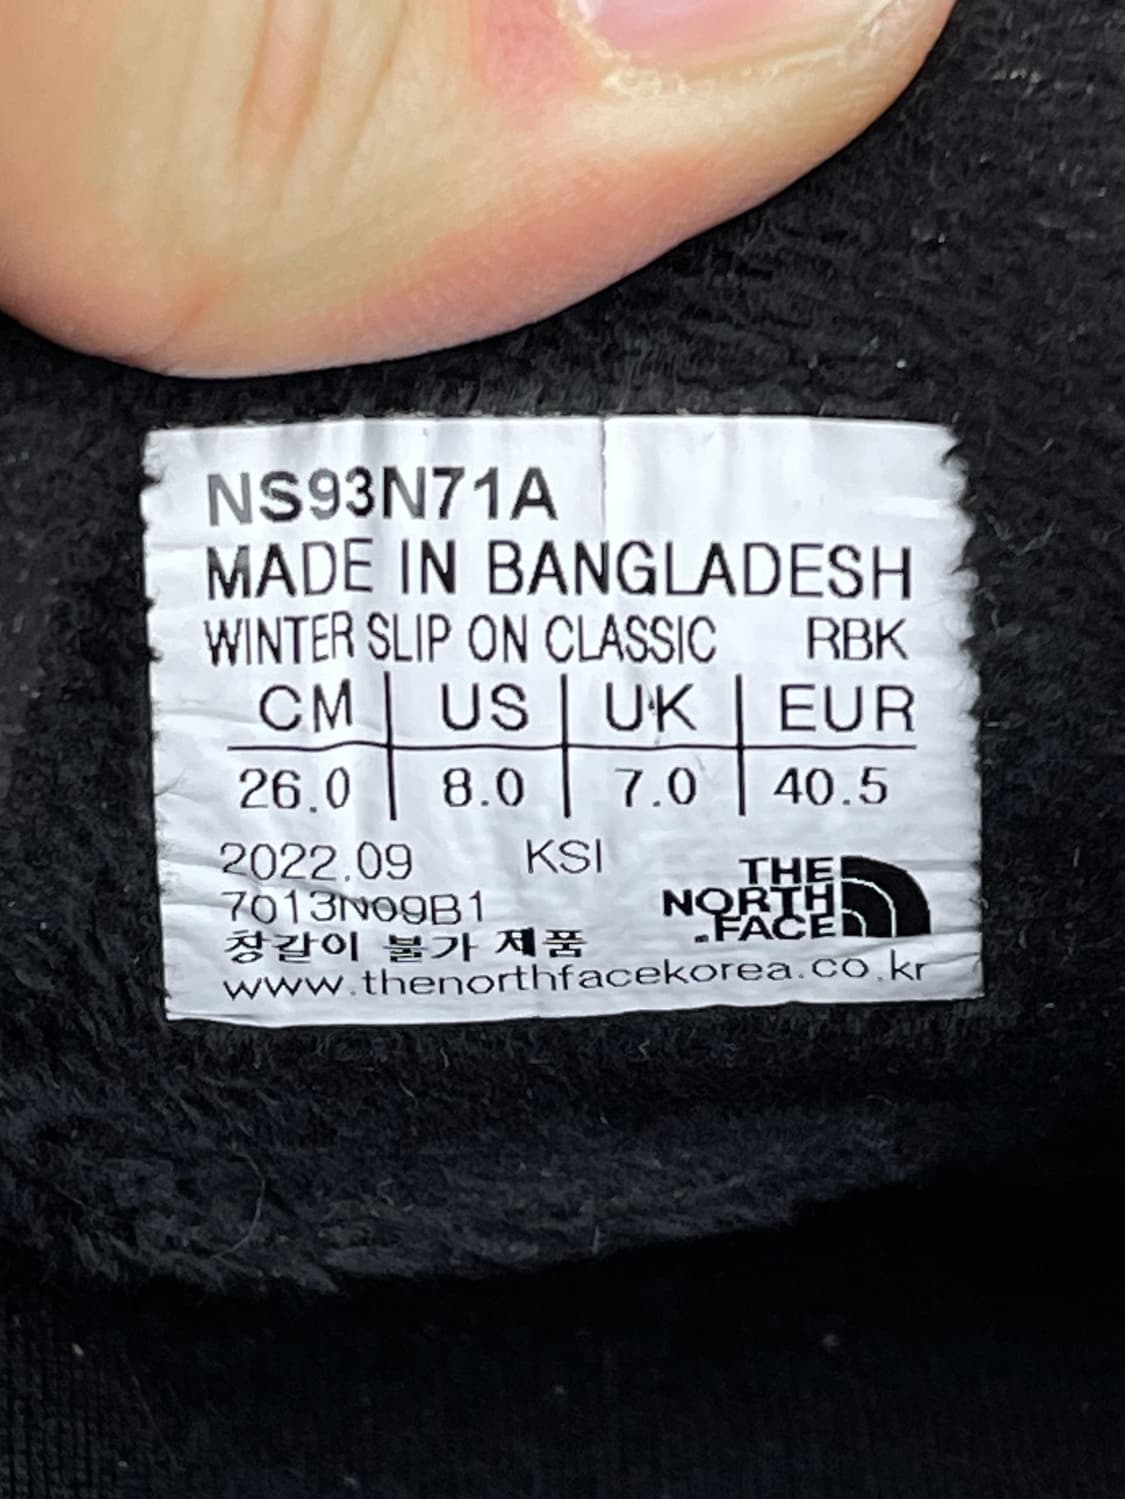 NS93N71A
MADE IN BANGLADESH
WINTER SLIP ON CLASSIC RBK
CM US UK EUR
26.0 8.0 7.0 40.5
2022.09 KSI
7013N09B1
창갈이 불가 제품
www.thenorthfacekorea.co.kr
THE
NORTH
FACE